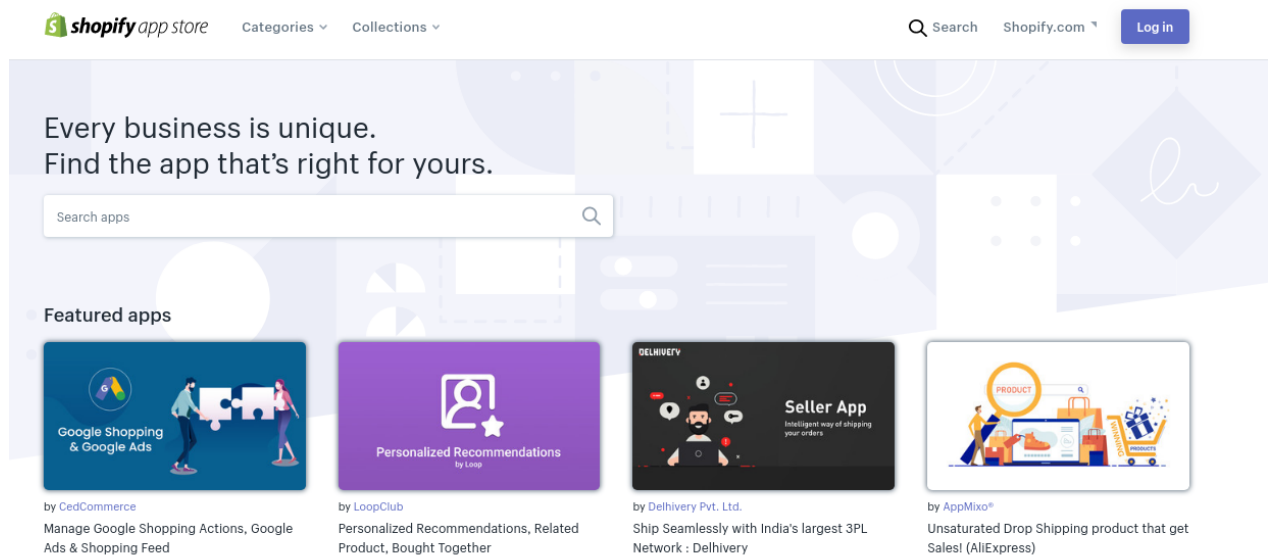 shopify app store
Categories
Collections
Search
Shopify.com
Log in
Every business is unique.
Find the app that's right for yours.
Search apps
Featured apps
G
Google Shopping
& Google Ads
by CedCommerce
Manage Google Shopping Actions, Google
Ads & Shopping Feed
Personalized Recommendations
by Loop
by LoopClub
Personalized Recommendations, Related
Product, Bought Together
DELHIVERY
Seller App
Intelligent way of shipping
your orders
by Delhivery Pvt. Ltd.
Ship Seamlessly with India's largest 3PL
Network : Delhivery
PRODUCT
WINNING
by AppMixo®
Unsaturated Drop Shipping product that get
Sales! (AliExpress)